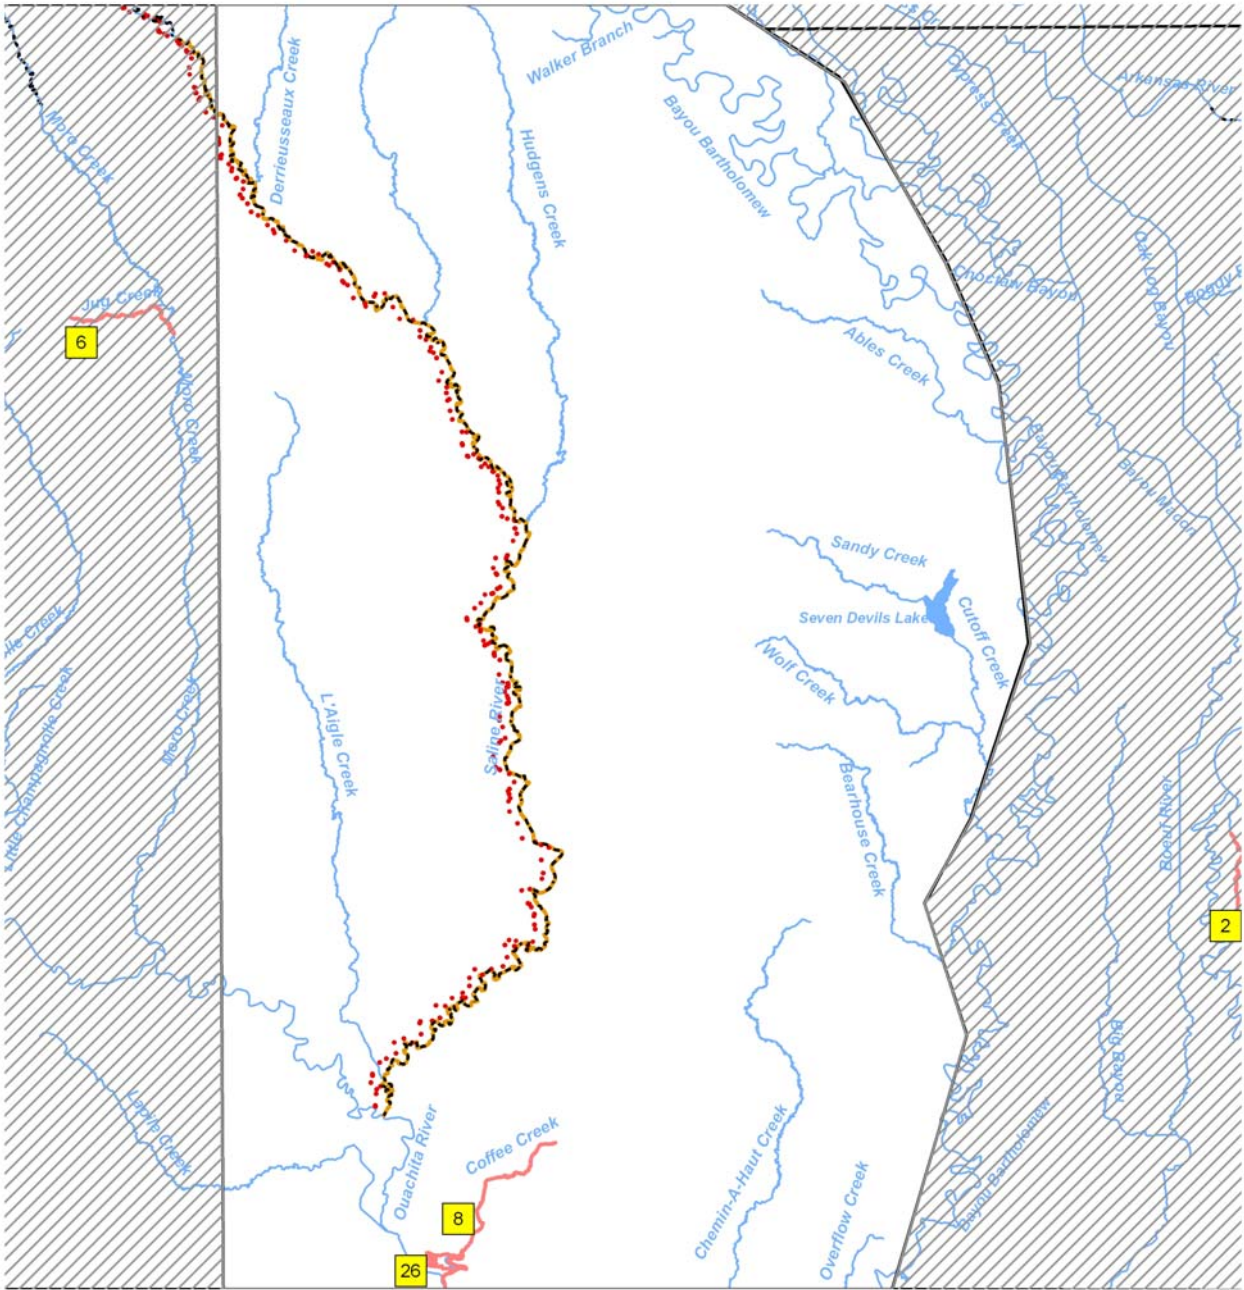 Walker Branch
Arkansas River
Cypress Creek
Derrieusseaux Creek
Moro Creek
Bayou Bartholomew
Hudgens Creek
Oak Log Bayou
Choctaw Bayou
Jug Creek
6
Ables Creek
Moro Creek
Bayou Bartholomew
Bayou Macon
Sandy Creek
Seven Devils Lake
Cutoff Creek
Wolf Creek
Moro Creek
Little Champagnolle Creek
L'Aigle Creek
Saline River
Bearhouse Creek
Boeuf River
2
Big Bayou
Lapile Creek
Ouachita River
Coffee Creek
Chemin-A-Haut Creek
Bayou Bartholomew
Overflow Creek
8
26